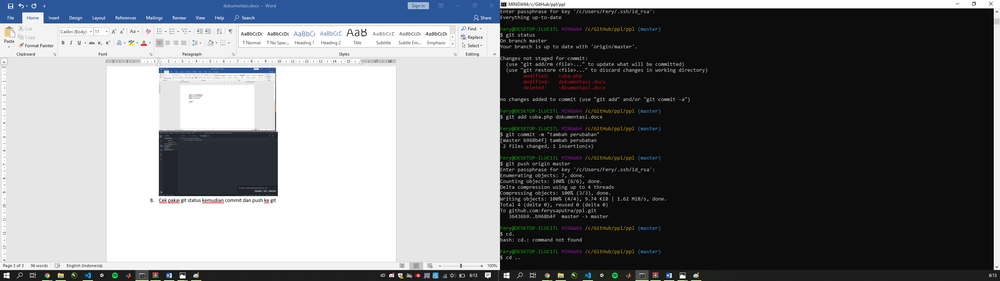 dokumentasi.docx - Word
Sign in
File
Home
Insert
Design
Layout
References
Mailings
Review
View
Help
Search
Share
Paste
Cut
Copy
Format Painter
Clipboard
Calibri (Body)
11
Font
Paragraph
AaBbCcDc
¶ Normal
AaBbCcDc
¶ No Spac...
AaBbCc
Heading 1
AaBbCcD
Heading 2
AaB
Title
AaBbCcD
Subtitle
AaBbCcDc
Subtle Em...
AaBbCcDc
Emphasis
Styles
Find
Replace
Select
Editing
8. Cek pakai git status kemudian commit dan push ke git
Page 3 of 3
96 words
English (Indonesia)
100%
6:13
MINGW64:/c/GitHub/ppl/ppl
Enter passphrase for key '/c/Users/Fery/.ssh/id_rsa':
Everything up-to-date
Fery@DESKTOP-ILUC1TL MINGW64 /c/GitHub/ppl/ppl (master)
$ git status
On branch master
Your branch is up to date with 'origin/master'.
Changes not staged for commit:
(use "git add/rm <file>..." to update what will be committed)
(use "git restore <file>..." to discard changes in working directory)
modified: coba.php
modified: dokumentasi.docx
deleted: ~$kumentasi.docx
no changes added to commit (use "git add" and/or "git commit -a")
Fery@DESKTOP-ILUC1TL MINGW64 /c/GitHub/ppl/ppl (master)
$ git add coba.php dokumentasi.docx
Fery@DESKTOP-ILUC1TL MINGW64 /c/GitHub/ppl/ppl (master)
$ git commit -m "tambah perubahan"
[master b968b4f] tambah perubahan
2 files changed, 1 insertion(+)
Fery@DESKTOP-ILUC1TL MINGW64 /c/GitHub/ppl/ppl (master)
$ git push origin master
Enter passphrase for key '/c/Users/Fery/.ssh/id_rsa':
Enumerating objects: 7, done.
Counting objects: 100% (6/6), done.
Delta compression using up to 4 threads
Compressing objects: 100% (3/3), done.
Writing objects: 100% (4/4), 9.74 KiB | 1.62 MiB/s, done.
Total 4 (delta 0), reused 0 (delta 0)
To github.com:ferysaputra/ppl.git
36436b9..b968b4f master -> master
Fery@DESKTOP-ILUC1TL MINGW64 /c/GitHub/ppl/ppl (master)
$ cd.
bash: cd.: command not found
Fery@DESKTOP-ILUC1TL MINGW64 /c/GitHub/ppl/ppl (master)
$ cd ..
6:13